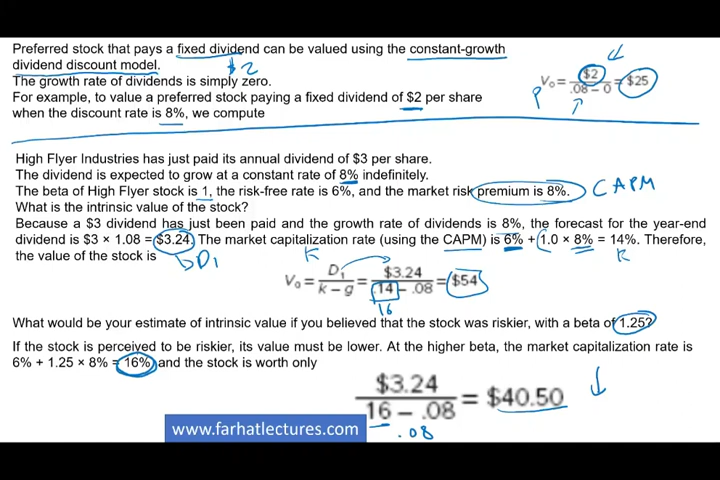 Preferred stock that pays a fixed dividend can be valued using the constant-growth
dividend discount model.
$2
The growth rate of dividends is simply zero.
For example, to value a preferred stock paying a fixed dividend of $2 per share
when the discount rate is 8%, we compute
P V₀ = $2 / .08 – 0 = $25
High Flyer Industries has just paid its annual dividend of $3 per share.
The dividend is expected to grow at a constant rate of 8% indefinitely.
The beta of High Flyer stock is 1, the risk-free rate is 6%, and the market risk premium is 8%. CAPM
What is the intrinsic value of the stock?
Because a $3 dividend has just been paid and the growth rate of dividends is 8%, the forecast for the year-end
dividend is $3 × 1.08 = $3.24. The market capitalization rate (using the CAPM) is 6% + 1.0 × 8% = 14%. Therefore,
the value of the stock is D1 K K
V₀ = D₁ / k – g = $3.24 / .14 – .08 = $54
16
What would be your estimate of intrinsic value if you believed that the stock was riskier, with a beta of 1.25?
If the stock is perceived to be riskier, its value must be lower. At the higher beta, the market capitalization rate is
6% + 1.25 × 8% = 16% and the stock is worth only
$3.24 / 16 – .08 = $40.50
.08
www.farhatlectures.com